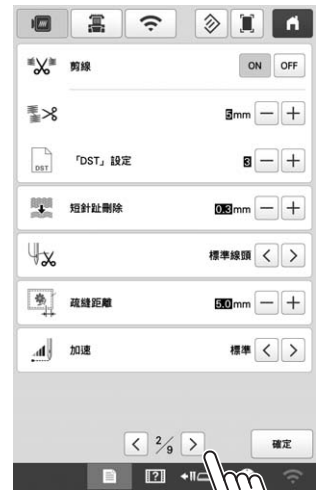 剪線 ON OFF
5mm
DST 「DST」設定 3
短針趾刪除 0.3mm
標準線頭
疏縫距離 5.0mm
加速 標準
2/9 確定